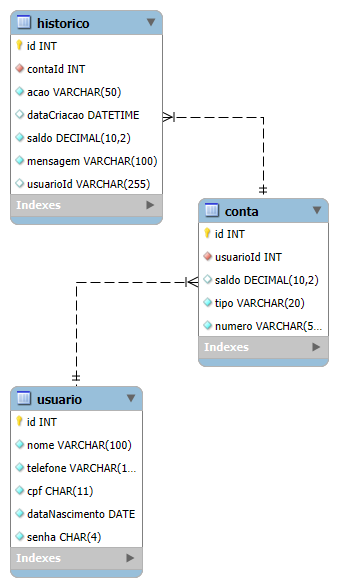 historico
id INT
contaId INT
acao VARCHAR(50)
dataCriacao DATETIME
saldo DECIMAL(10,2)
mensagem VARCHAR(100)
usuarioId VARCHAR(255)
Indexes
conta
id INT
usuarioId INT
saldo DECIMAL(10,2)
tipo VARCHAR(20)
numero VARCHAR(5...
Indexes
usuario
id INT
nome VARCHAR(100)
telefone VARCHAR(1...
cpf CHAR(11)
dataNascimento DATE
senha CHAR(4)
Indexes